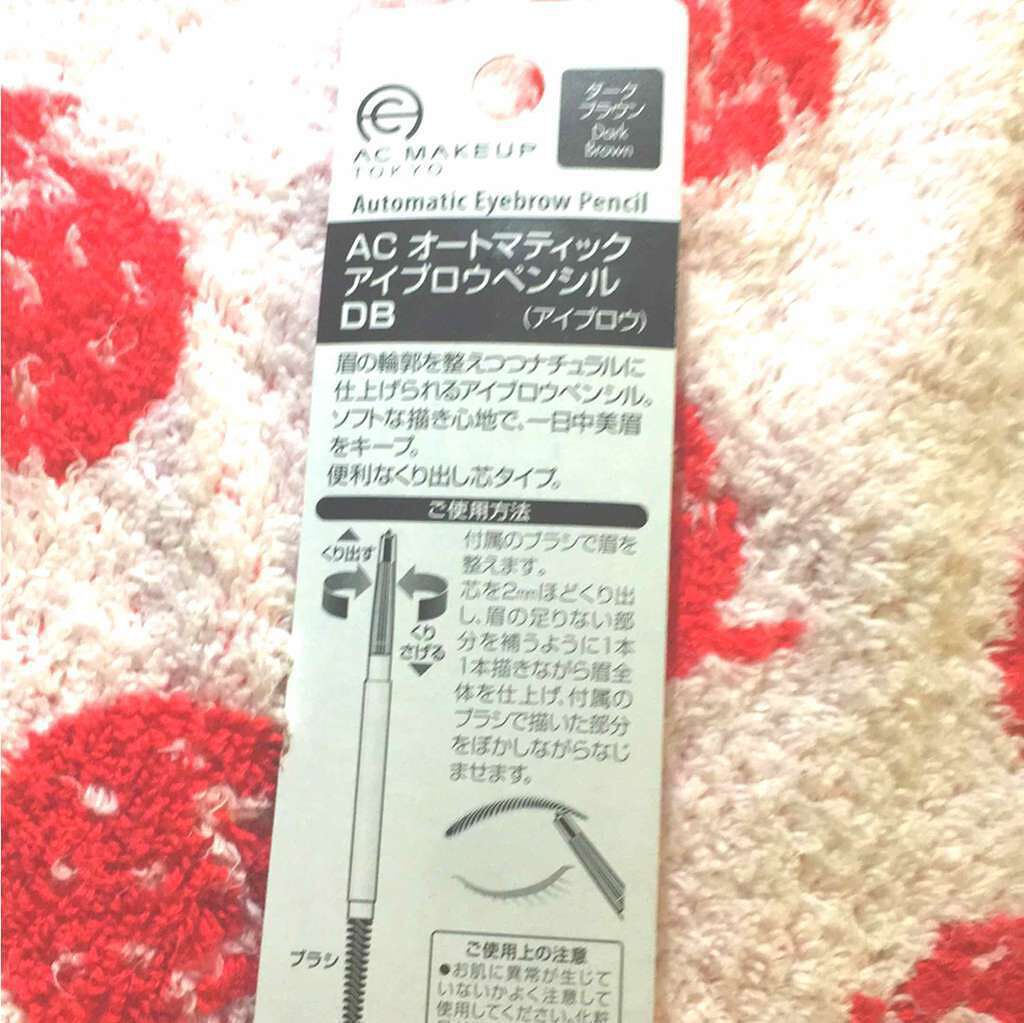 ダーク
ブラウン
Dark
Brown
AC MAKEUP
TOKYO
Automatic Eyebrow Pencil
AC オートマティック
アイブロウペンシル
DB
(アイブロウ)
眉の輪郭を整えつつナチュラルに
仕上げられるアイブロウペンシル。
ソフトな描き心地で、一日中美眉
をキープ。
便利なくり出し芯タイプ。
ご使用方法
くり出す
くり
さげる
付属のブラシで眉を
整えます。
芯を2mmほどくり出
し、眉の足りない部
分を補うように1本
1本描きながら眉全
体を仕上げ、付属の
ブラシで描いた部分
をぼかしながらなじ
ませます。
ブラシ
ご使用上の注意
●お肌に異常が生じて
いないかよく注意して
使用してください。化粧